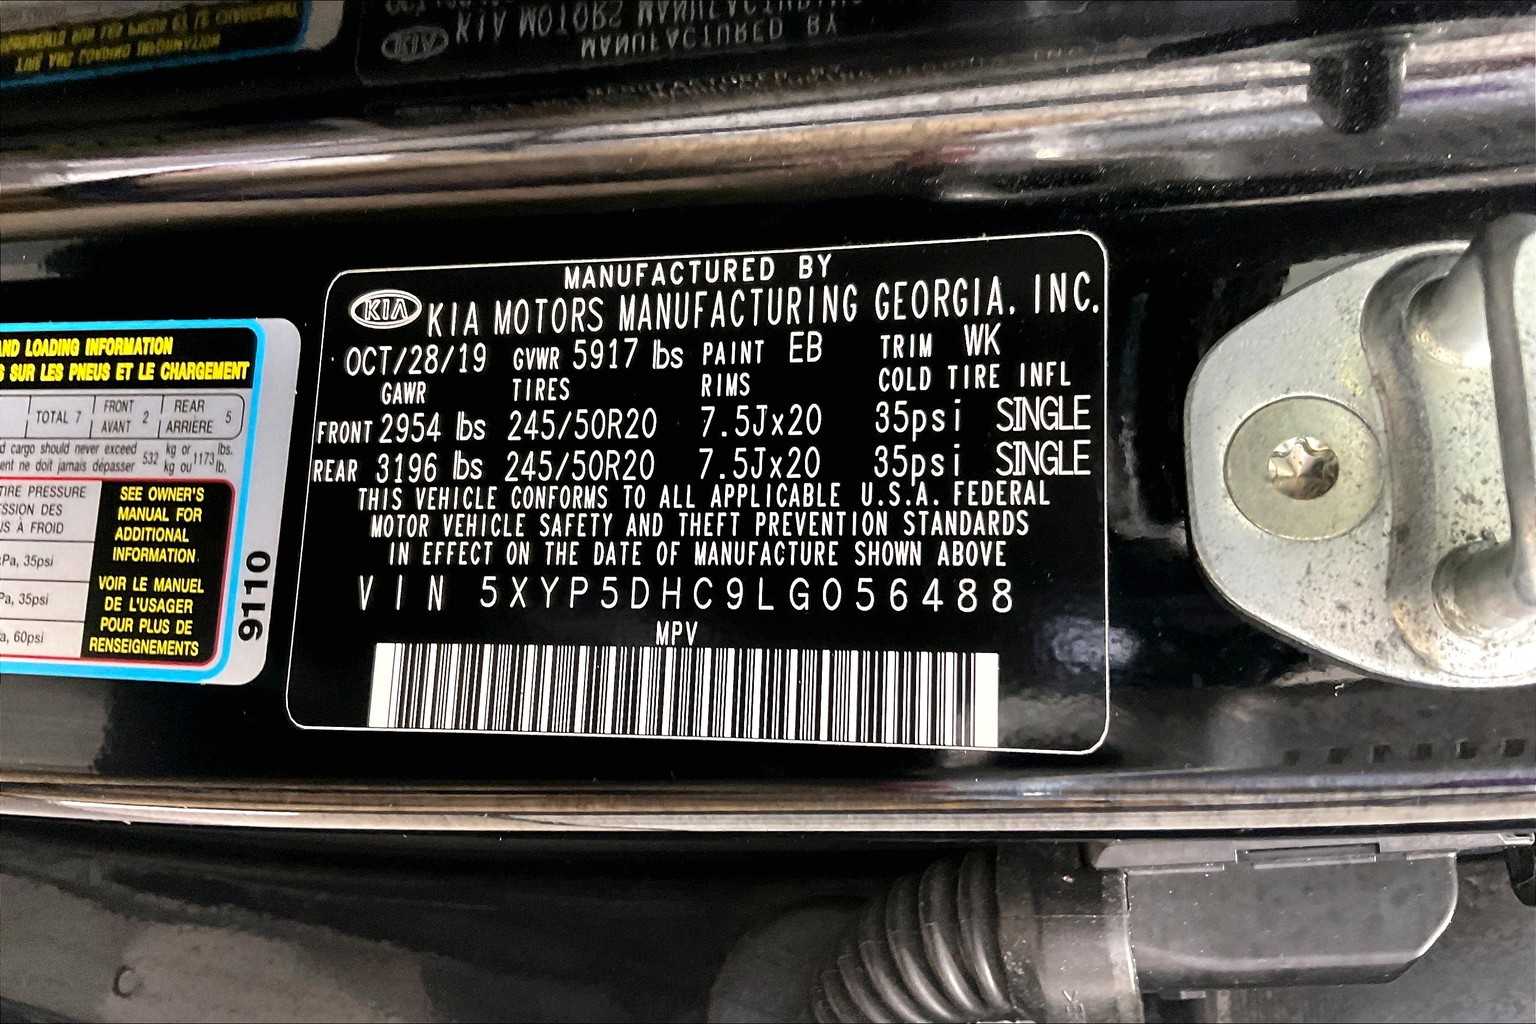 MANUFACTURED BY
KIA KIA MOTORS MANUFACTURING GEORGIA, INC.
OCT/28/19 GVWR 5917 lbs PAINT EB TRIM WK
GAWR TIRES RIMS COLD TIRE INFL
FRONT 2954 lbs 245/50R20 7.5Jx20 35psi SINGLE
REAR 3196 lbs 245/50R20 7.5Jx20 35psi SINGLE
THIS VEHICLE CONFORMS TO ALL APPLICABLE U.S.A. FEDERAL
MOTOR VEHICLE SAFETY AND THEFT PREVENTION STANDARDS
IN EFFECT ON THE DATE OF MANUFACTURE SHOWN ABOVE
VIN 5XYP5DHC9LG056488
MPV
AND LOADING INFORMATION
SUR LES PNEUS ET LE CHARGEMENT
TOTAL 7 FRONT AVANT 2 REAR ARRIÈRE 5
cargo should never exceed 532 kg or 1173 lbs.
ne doit jamais dépasser kg ou lb.
TIRE PRESSURE
DES
À FROID
35psi
35psi
60psi
SEE OWNER'S
MANUAL FOR
ADDITIONAL
INFORMATION.
VOIR LE MANUEL
DE L'USAGER
POUR PLUS DE
RENSEIGNEMENTS
9110